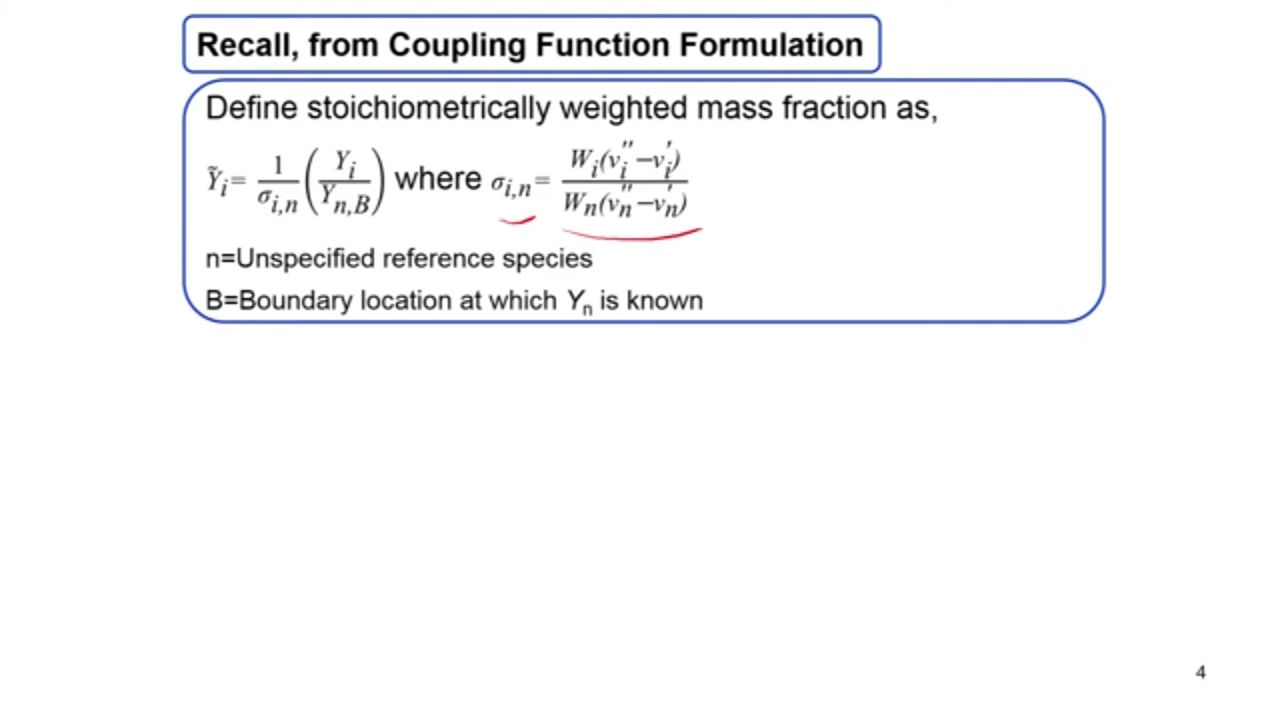 Recall, from Coupling Function Formulation
Define stoichiometrically weighted mass fraction as,
Ỹᵢ= 1/σᵢ,ₙ (Yᵢ/Yₙ,B) where σᵢ,ₙ= Wᵢ(νᵢ″−νᵢ′)/Wₙ(νₙ″−νₙ′)
n=Unspecified reference species
B=Boundary location at which Yₙ is known
4